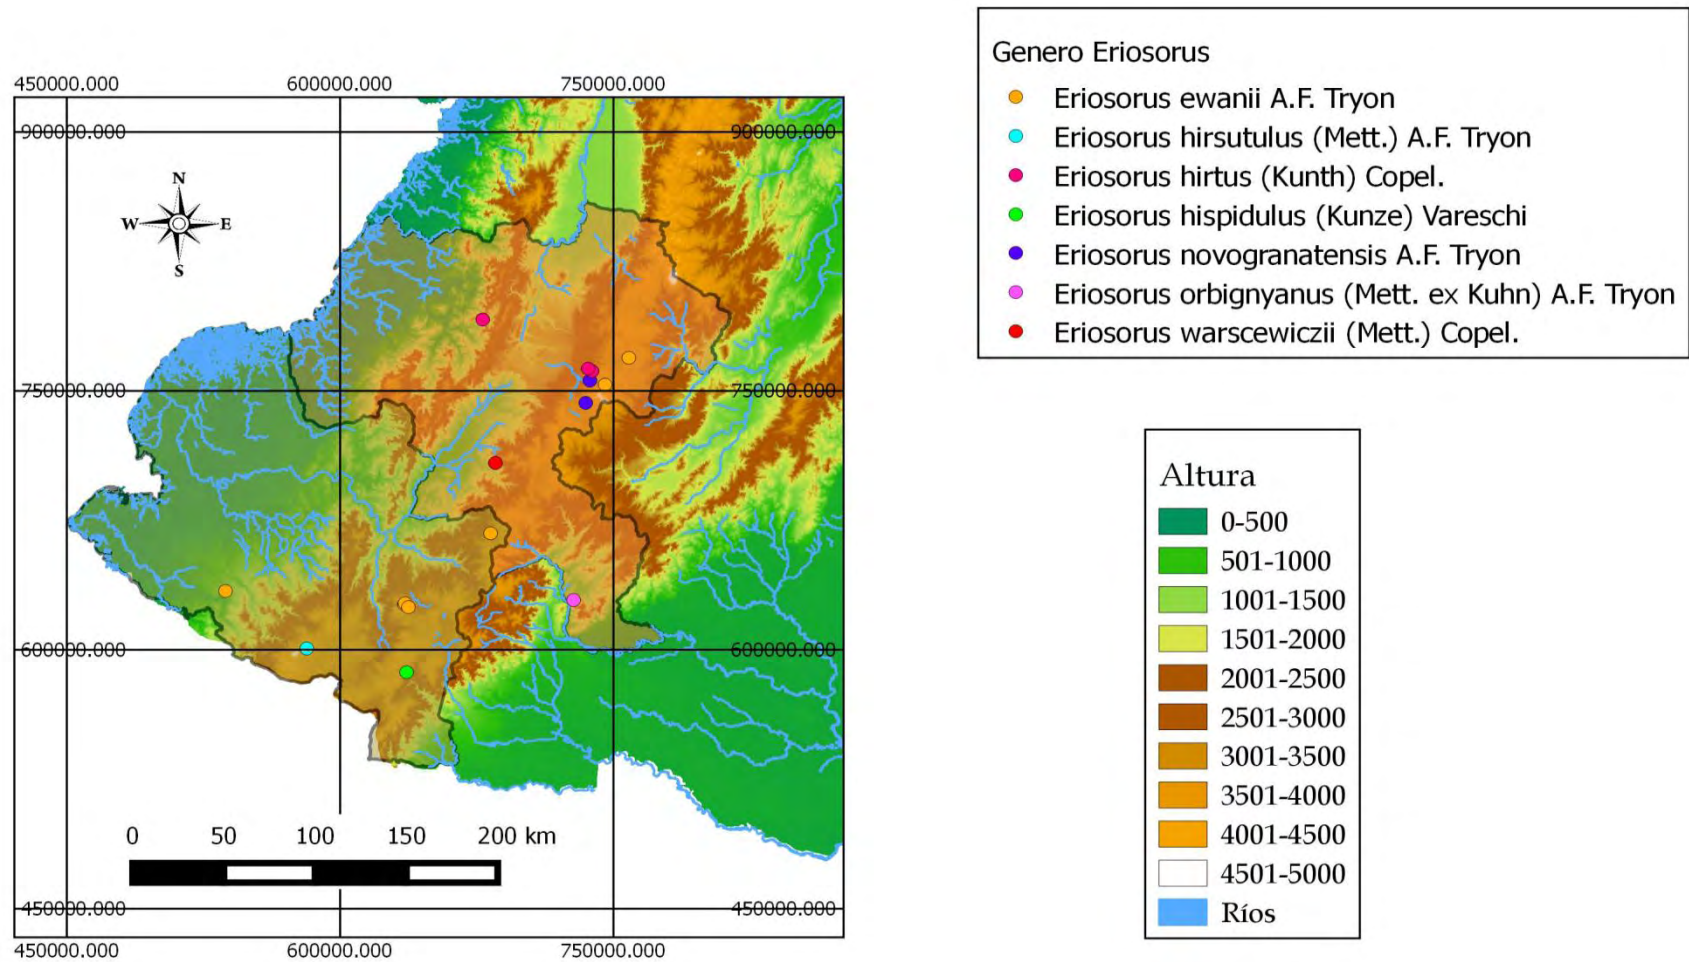 450000.000 600000.000 750000.000
900000.000 900000.000
N
W E
S
750000.000 750000.000
600000.000 600000.000
0 50 100 150 200 km
450000.000 450000.000
450000.000 600000.000 750000.000
Genero Eriosorus
Eriosorus ewanii A.F. Tryon
Eriosorus hirsutulus (Mett.) A.F. Tryon
Eriosorus hirtus (Kunth) Copel.
Eriosorus hispidulus (Kunze) Vareschi
Eriosorus novogranatensis A.F. Tryon
Eriosorus orbignyanus (Mett. ex Kuhn) A.F. Tryon
Eriosorus warscewiczii (Mett.) Copel.
Altura
0-500
501-1000
1001-1500
1501-2000
2001-2500
2501-3000
3001-3500
3501-4000
4001-4500
4501-5000
Ríos